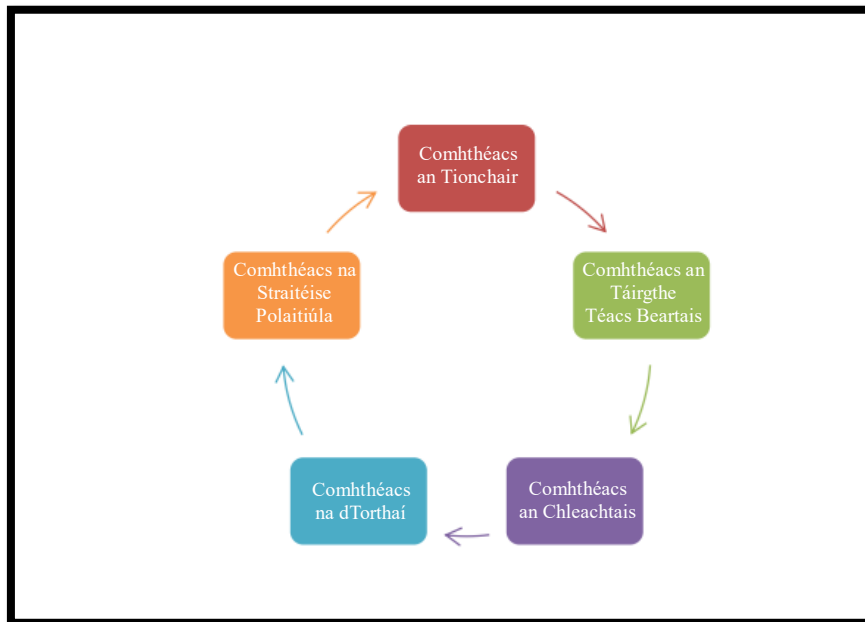 Comhthéacs
an Tionchair
Comhthéacs an
Táirgthe
Téacs Beartais
Comhthéacs
an Chleachtais
Comhthéacs
na dTorthaí
Comhthéacs na
Straitéise
Polaitiúla